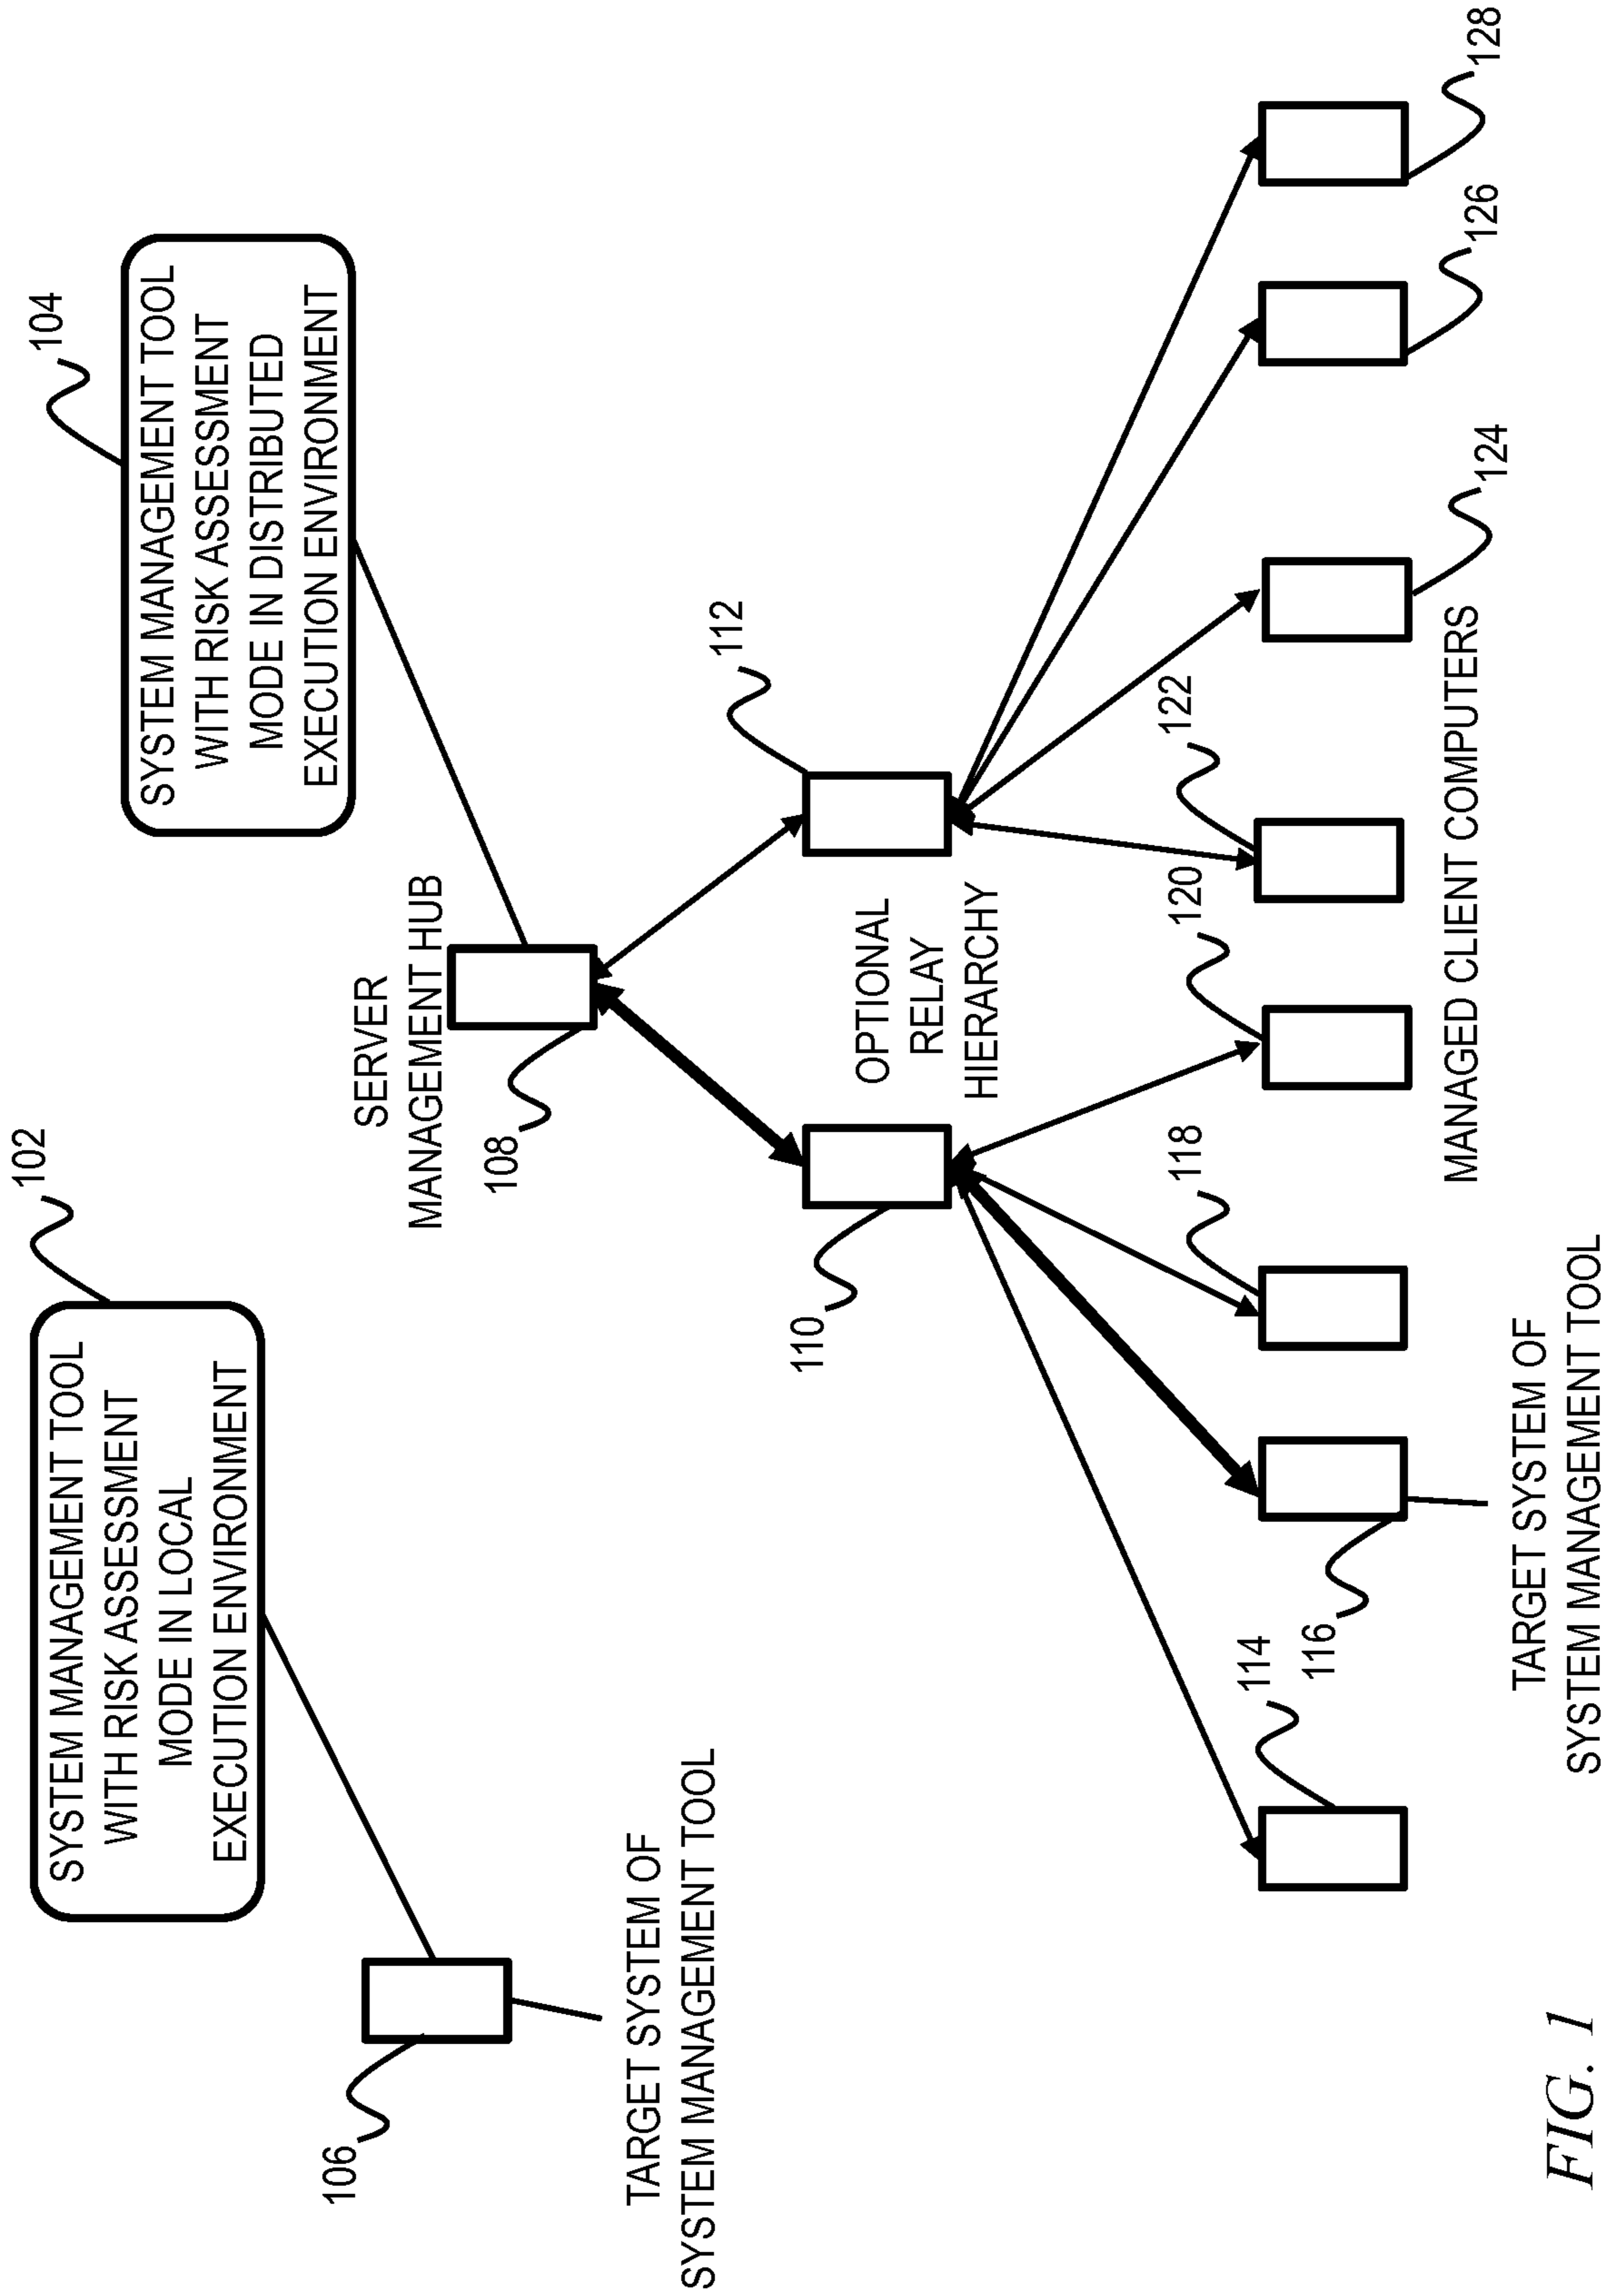 102
SYSTEM MANAGEMENT TOOL
WITH RISK ASSESSMENT
MODE IN LOCAL
EXECUTION ENVIRONMENT
104
SYSTEM MANAGEMENT TOOL
WITH RISK ASSESSMENT
MODE IN DISTRIBUTED
EXECUTION ENVIRONMENT
106
TARGET SYSTEM OF
SYSTEM MANAGEMENT TOOL
SERVER
MANAGEMENT HUB
108
110
112
OPTIONAL
RELAY
HIERARCHY
114
116
118
120
122
124
126
128
MANAGED CLIENT COMPUTERS
TARGET SYSTEM OF
SYSTEM MANAGEMENT TOOL
FIG. 1